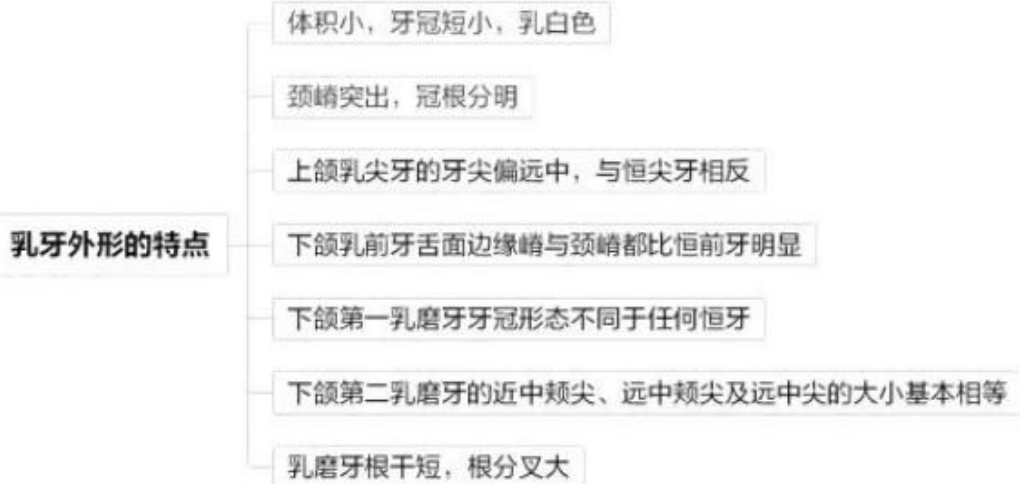 体积小，牙冠短小，乳白色
颈嵴突出，冠根分明
上颌乳尖牙的牙尖偏远中，与恒尖牙相反
乳牙外形的特点
下颌乳前牙舌面边缘嵴与颈嵴都比恒前牙明显
下颌第一乳磨牙牙冠形态不同于任何恒牙
下颌第二乳磨牙的近中颊尖、远中颊尖及远中尖的大小基本相等
乳磨牙根干短，根分叉大